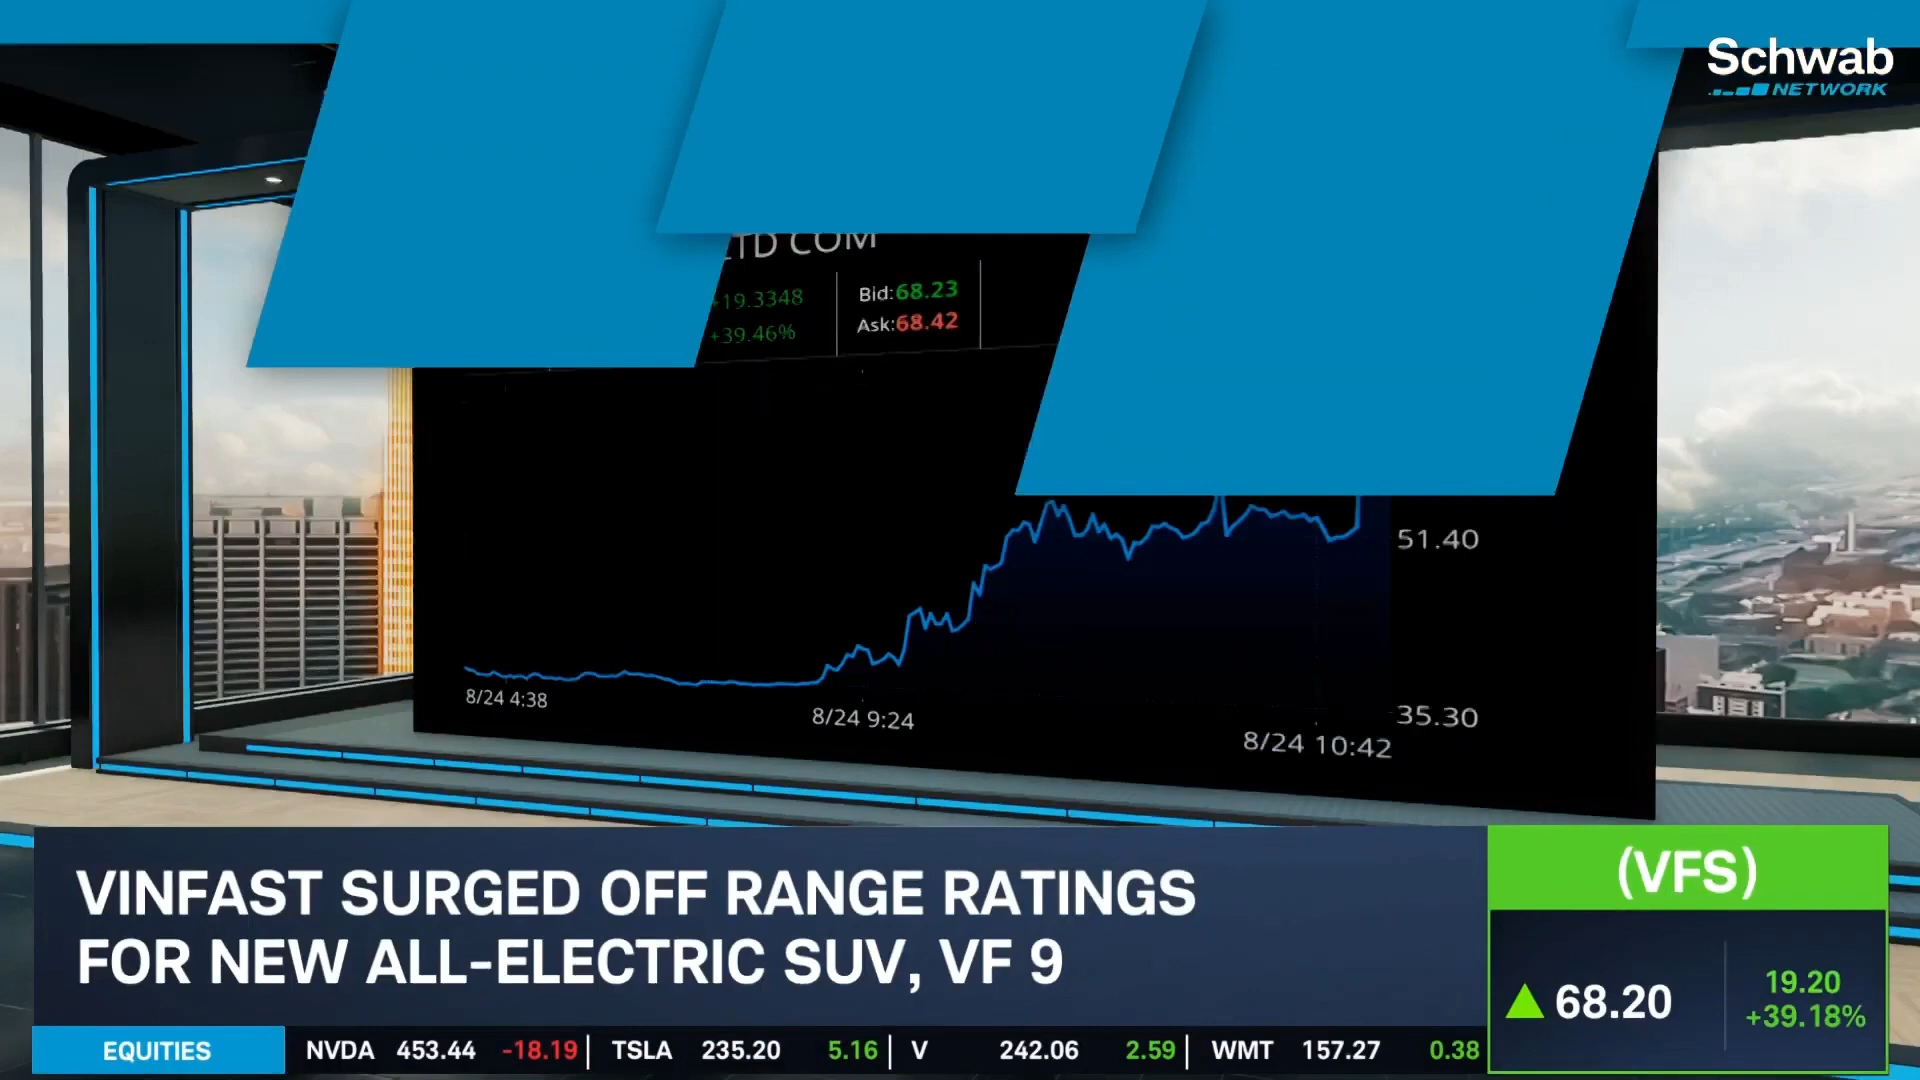 Schwab
NETWORK
LTD COM
+19.3348
+39.46%
Bid:68.23
Ask:68.42
51.40
35.30
8/24 4:38
8/24 9:24
8/24 10:42
VINFAST SURGED OFF RANGE RATINGS
FOR NEW ALL-ELECTRIC SUV, VF 9
(VFS)
68.20
19.20
+39.18%
EQUITIES NVDA 453.44 -18.19 TSLA 235.20 5.16 V 242.06 2.59 WMT 157.27 0.38